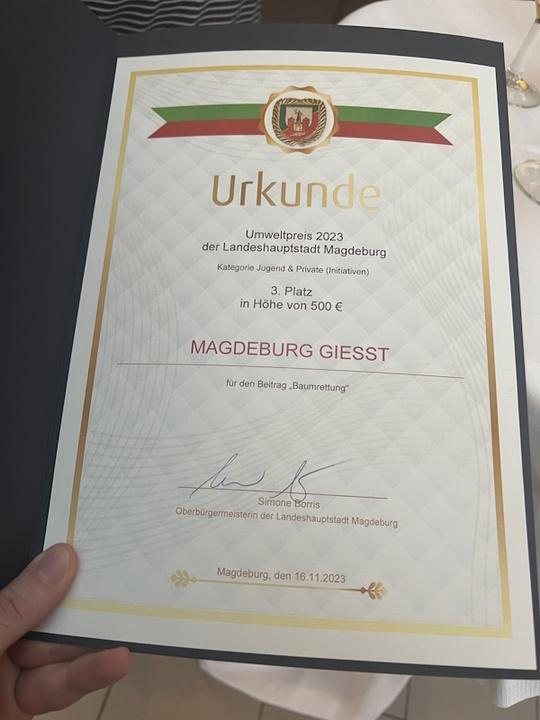 Urkunde
Umweltpreis 2023
der Landeshauptstadt Magdeburg
Kategorie Jugend & Private (Initiativen)
3. Platz
in Höhe von 500 €
MAGDEBURG GIESST
für den Beitrag „Baumrettung"
Simone Borris
Oberbürgermeisterin der Landeshauptstadt Magdeburg
Magdeburg, den 16.11.2023